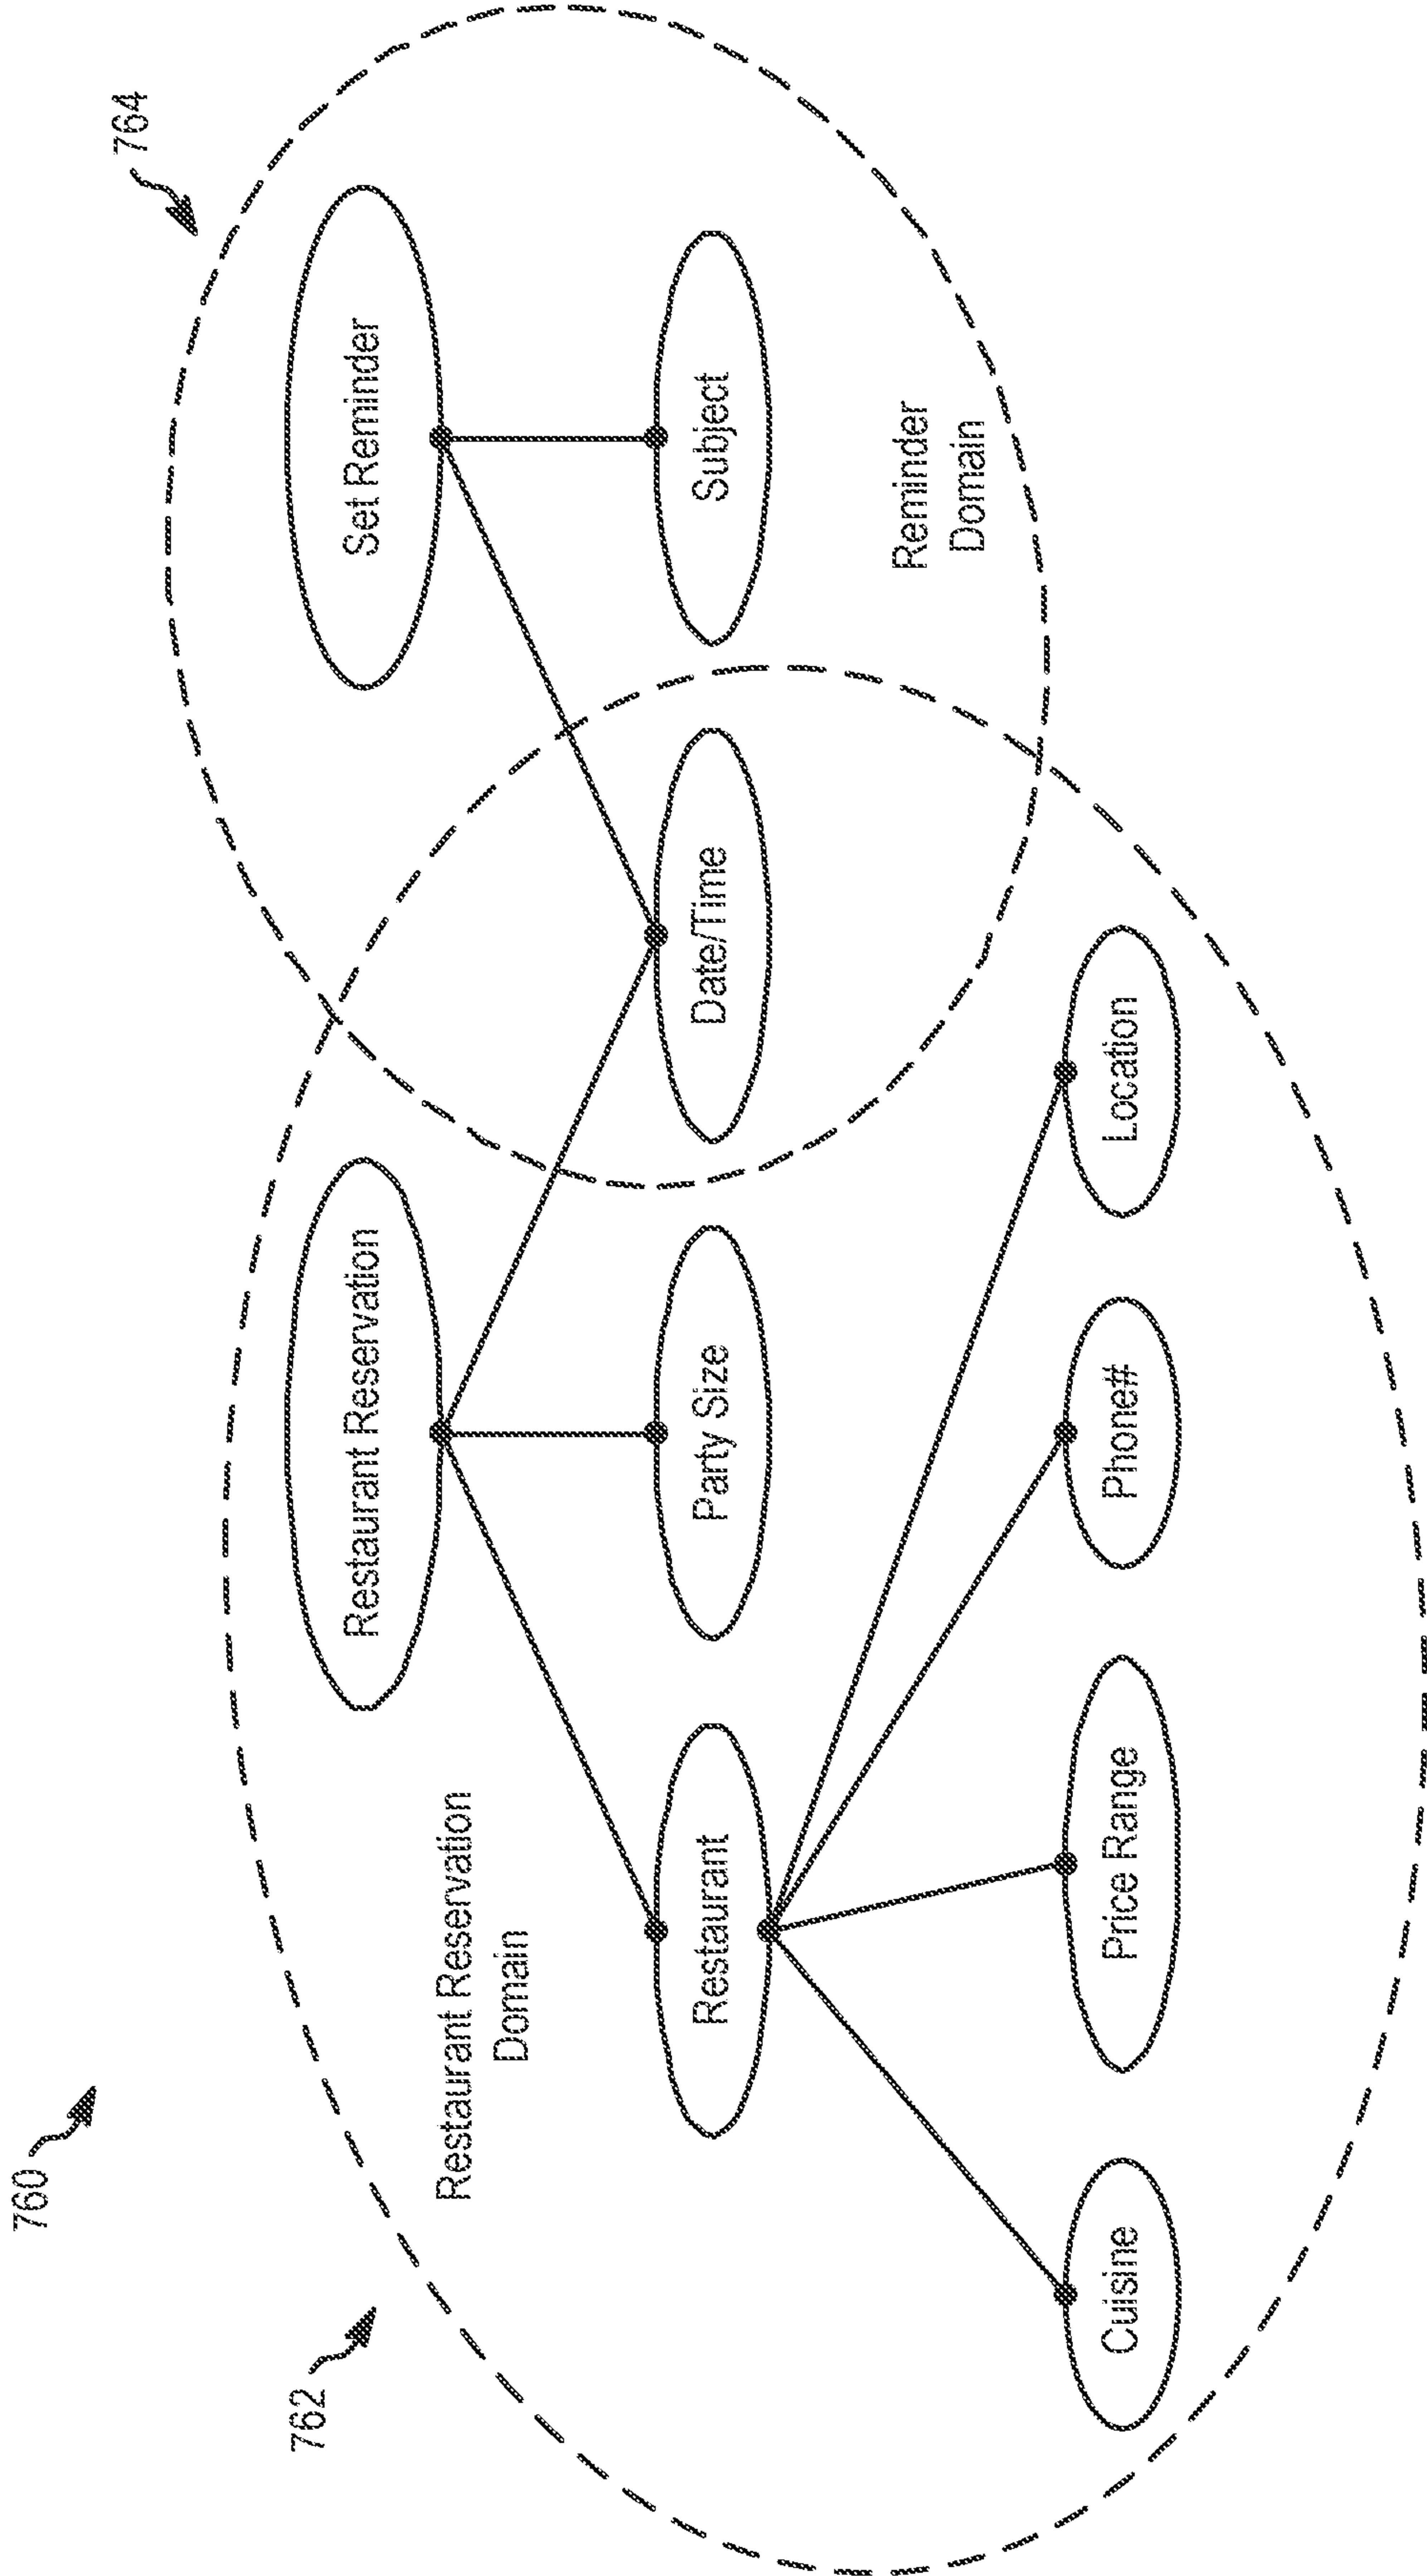 760
762
764
Restaurant Reservation
Set Reminder
Restaurant Reservation
Domain
Restaurant
Party Size
Date/Time
Subject
Reminder
Domain
Cuisine
Price Range
Phone#
Location